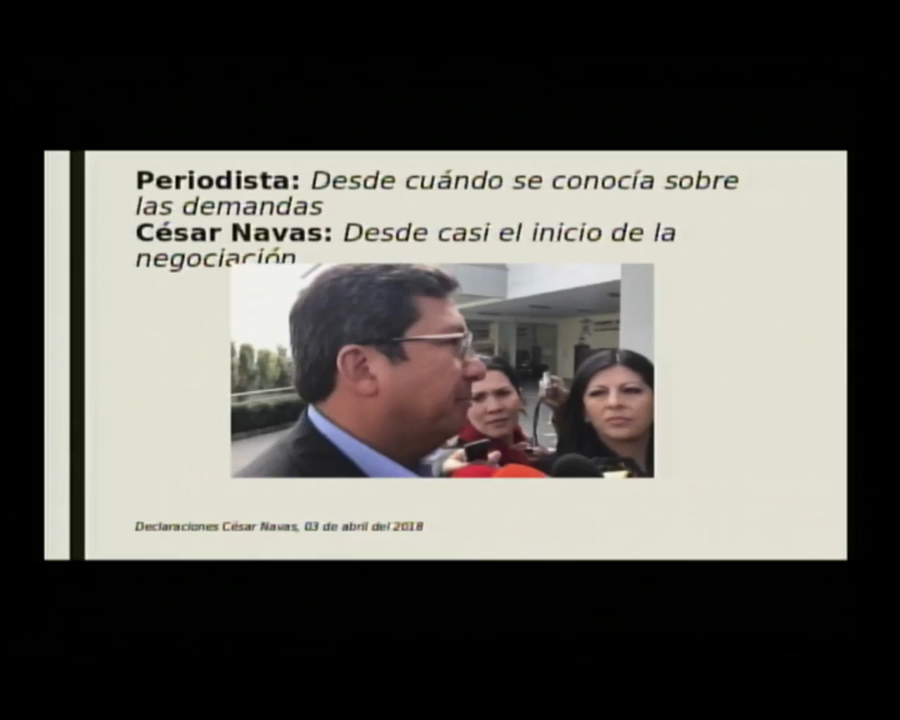 Periodista: Desde cuándo se conocía sobre
las demandas
César Navas: Desde casi el inicio de la
negociación
Declaraciones César Navas, 03 de abril del 2018